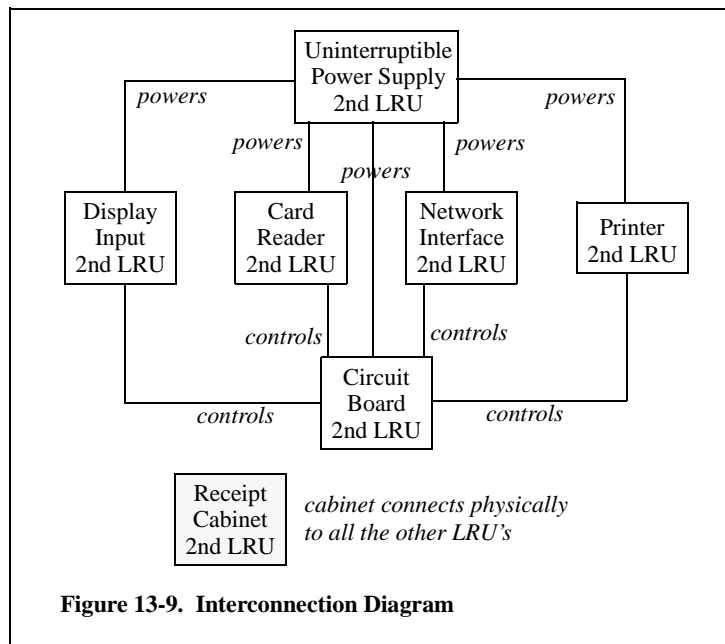 Uninterruptible
Power Supply
2nd LRU
powers
powers
powers
powers
powers
Display
Input
2nd LRU
Card
Reader
2nd LRU
Network
Interface
2nd LRU
Printer
2nd LRU
controls
controls
controls
controls
Circuit
Board
2nd LRU
Receipt
Cabinet
2nd LRU
cabinet connects physically
to all the other LRU's
Figure 13-9. Interconnection Diagram